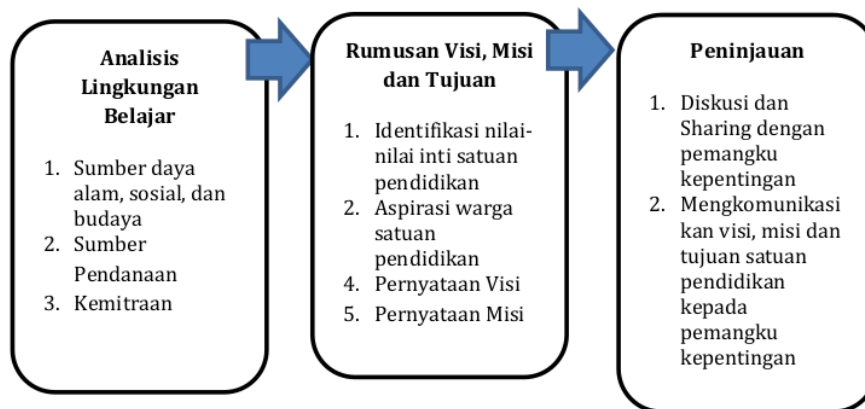 Analisis
Lingkungan
Belajar
1. Sumber daya
alam, sosial, dan
budaya
2. Sumber
Pendanaan
3. Kemitraan
Rumusan Visi, Misi
dan Tujuan
1. Identifikasi nilai-
nilai inti satuan
pendidikan
2. Aspirasi warga
satuan
pendidikan
4. Pernyataan Visi
5. Pernyataan Misi
Peninjauan
1. Diskusi dan
Sharing dengan
pemangku
kepentingan
2. Mengkomunikasi
kan visi, misi dan
tujuan satuan
pendidikan
kepada
pemangku
kepentingan